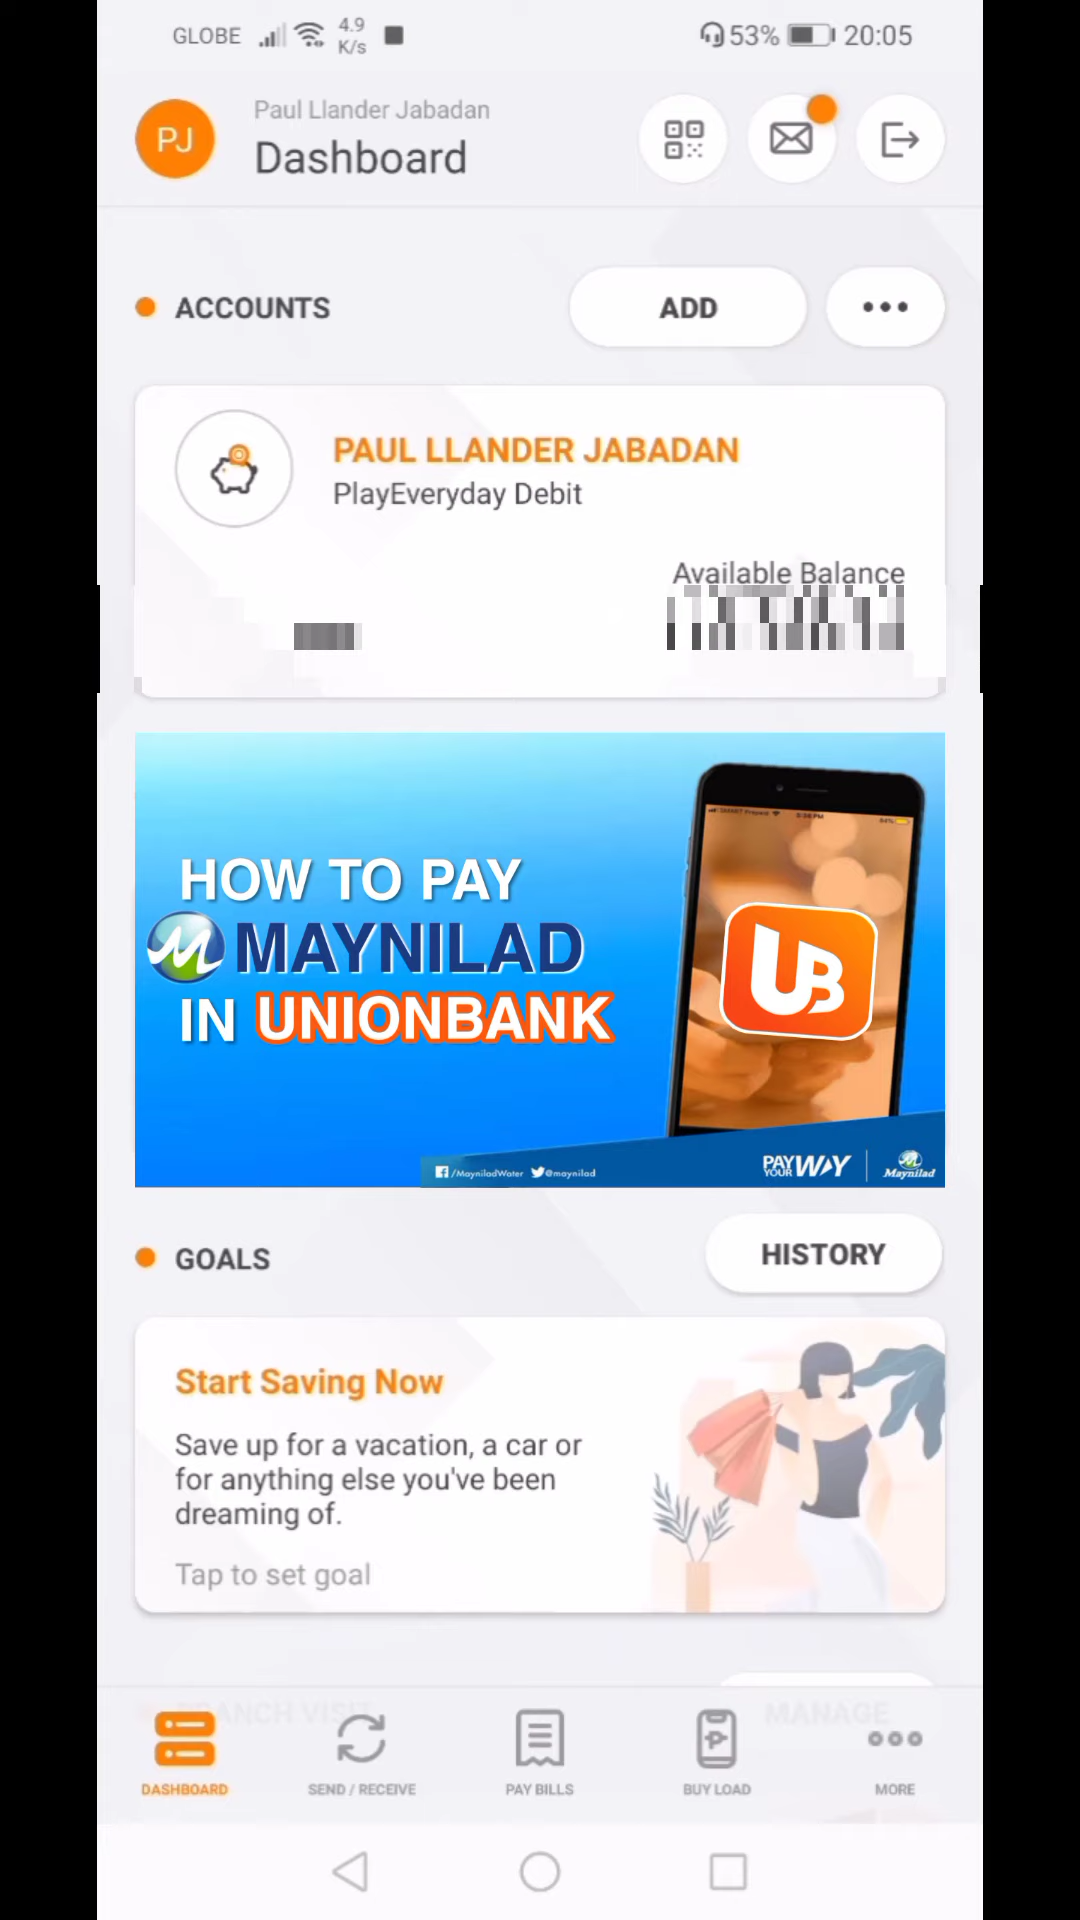 GLOBE
4.9
K/s
53%
20:05
PJ
Paul Llander Jabadan
Dashboard
ACCOUNTS
ADD
PAUL LLANDER JABADAN
PlayEveryday Debit
Available Balance
HOW TO PAY
MAYNILAD
IN UNIONBANK
UB
/MayniladWater
@maynilad
PAY YOUR WAY
Maynilad
GOALS
HISTORY
Start Saving Now
Save up for a vacation, a car or
for anything else you've been
dreaming of.
Tap to set goal
BRANCH VISIT
MANAGE
DASHBOARD
SEND / RECEIVE
PAY BILLS
BUY LOAD
MORE